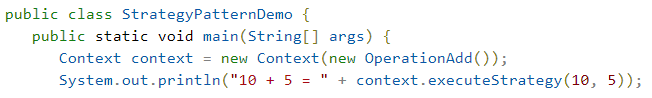 public class StrategyPatternDemo {
   public static void main(String[] args) {
      Context context = new Context(new OperationAdd());
      System.out.println("10 + 5 = " + context.executeStrategy(10, 5));